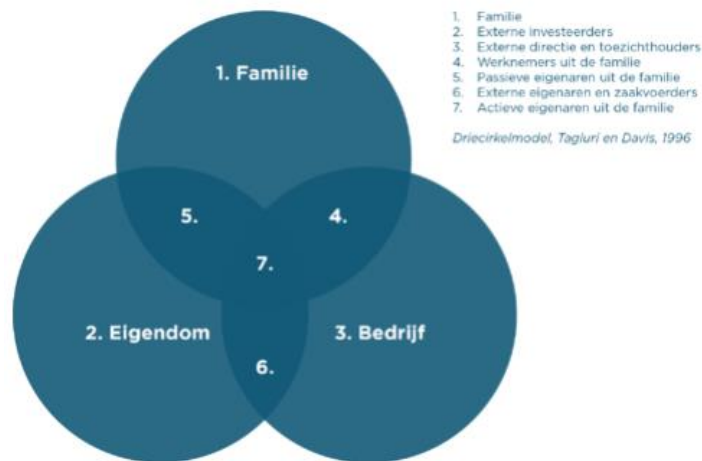 1. Familie
2. Externe investeerders
3. Externe directie en toezichthouders
4. Werknemers uit de familie
5. Passieve eigenaren uit de familie
6. Externe eigenaren en zaakvoerders
7. Actieve eigenaren uit de familie
Driecirkelmodel, Tagiuri en Davis, 1996
1. Familie
5.
4.
7.
2. Eigendom
3. Bedrijf
6.